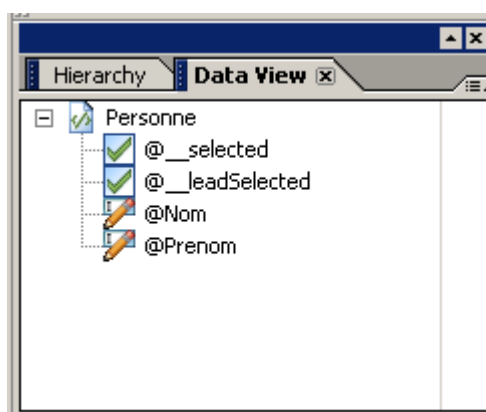 Hierarchy Data View
Personne
@__selected
@__leadSelected
@Nom
@Prenom